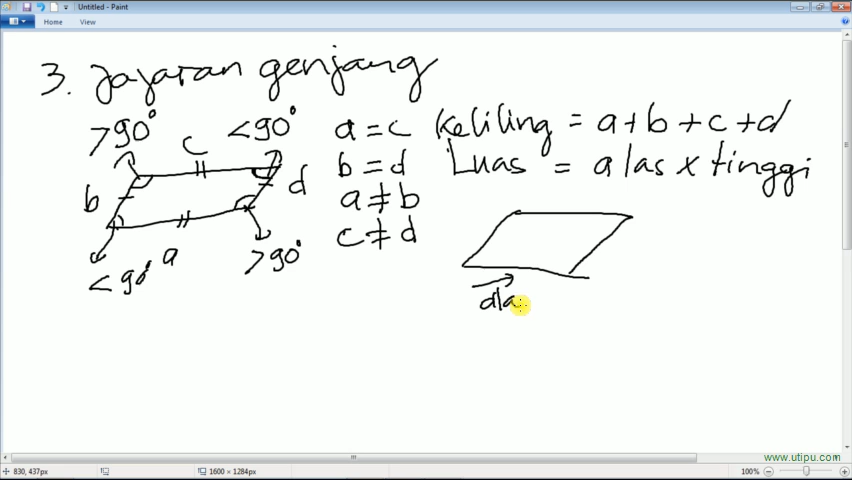 Untitled - Paint
Home View
3. Jajaran genjang
>90° <90°
c
b d
a
<90° >90°
a = c
b = d
a ≠ b
c ≠ d
Keliling = a + b + c + d
Luas = alas x tinggi
ala
www.utipu.com
830, 437px 1600 × 1284px 100%